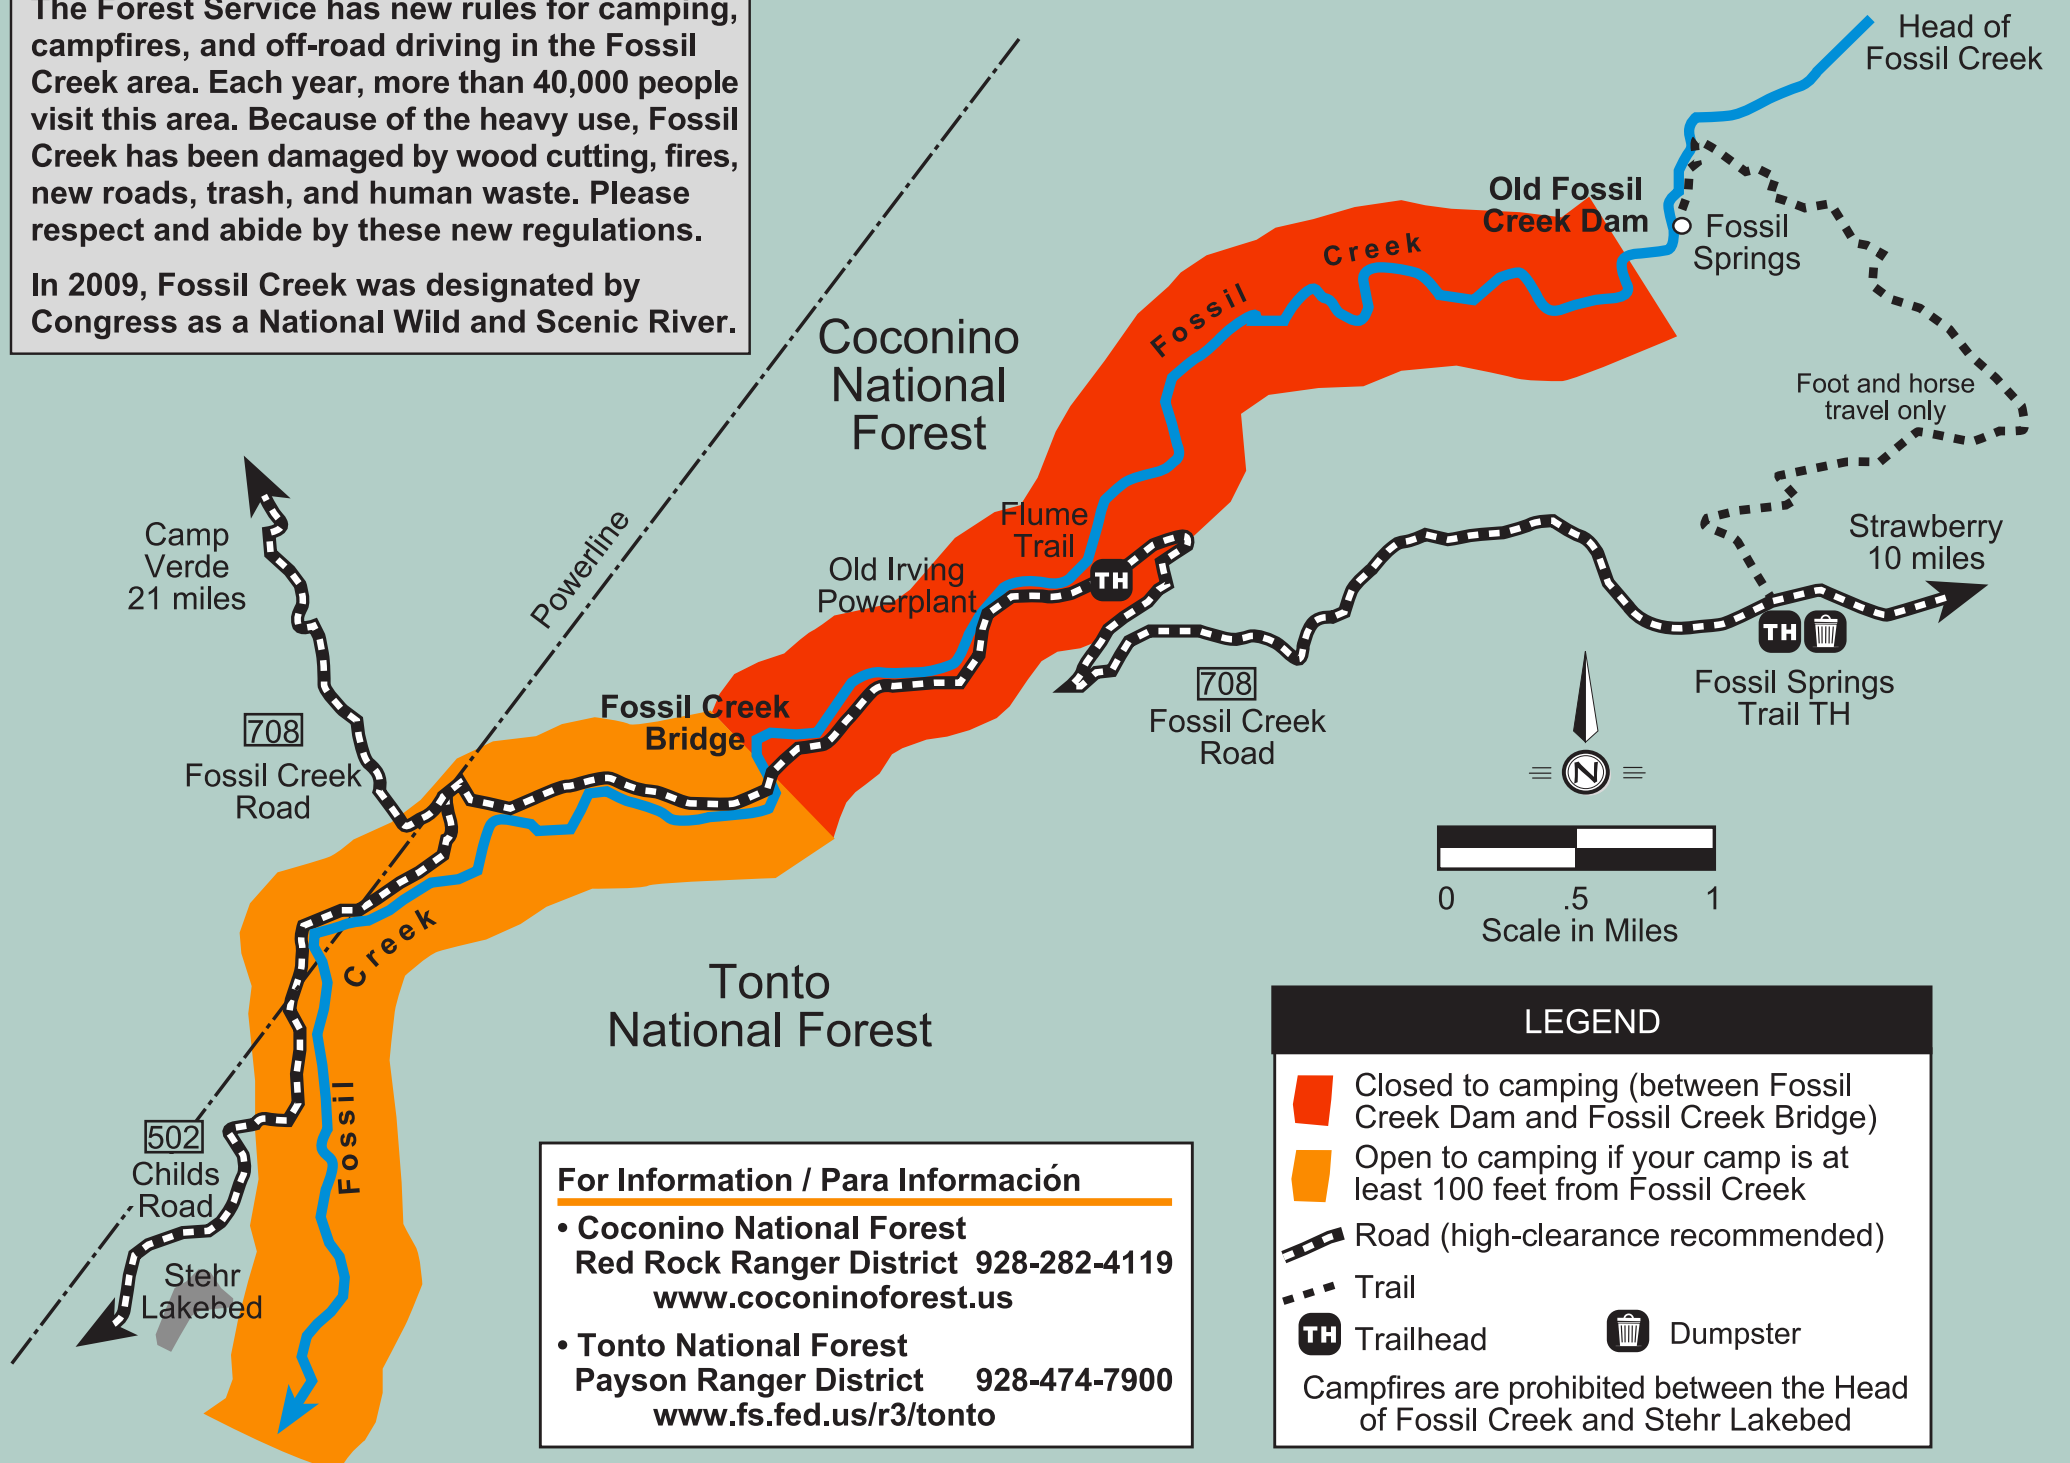 The Forest Service has new rules for camping,
campfires, and off-road driving in the Fossil
Creek area. Each year, more than 40,000 people
visit this area. Because of the heavy use, Fossil
Creek has been damaged by wood cutting, fires,
new roads, trash, and human waste. Please
respect and abide by these new regulations.
In 2009, Fossil Creek was designated by
Congress as a National Wild and Scenic River.
Head of
Fossil Creek
Old Fossil
Creek Dam
Fossil
Springs
Fossil Creek
Coconino
National
Forest
Foot and horse
travel only
Flume
Trail
Strawberry
10 miles
Camp
Verde
21 miles
Powerline
Old Irving
Powerplant
TH
TH
Fossil Springs
Trail TH
708
Fossil Creek
Road
Fossil Creek
Bridge
708
Fossil Creek
Road
N
0 .5 1
Scale in Miles
Fossil Creek
Tonto
National Forest
502
Childs
Road
Stehr
Lakebed
For Information / Para Información
• Coconino National Forest
Red Rock Ranger District 928-282-4119
www.coconinoforest.us
• Tonto National Forest
Payson Ranger District 928-474-7900
www.fs.fed.us/r3/tonto
LEGEND
Closed to camping (between Fossil
Creek Dam and Fossil Creek Bridge)
Open to camping if your camp is at
least 100 feet from Fossil Creek
Road (high-clearance recommended)
Trail
TH Trailhead
Dumpster
Campfires are prohibited between the Head
of Fossil Creek and Stehr Lakebed